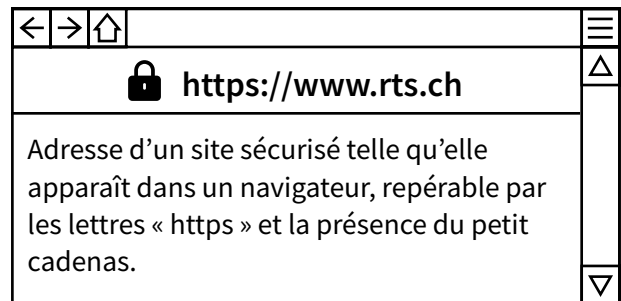 https://www.rts.ch
Adresse d’un site sécurisé telle qu’elle
apparaît dans un navigateur, repérable par
les lettres « https » et la présence du petit
cadenas.